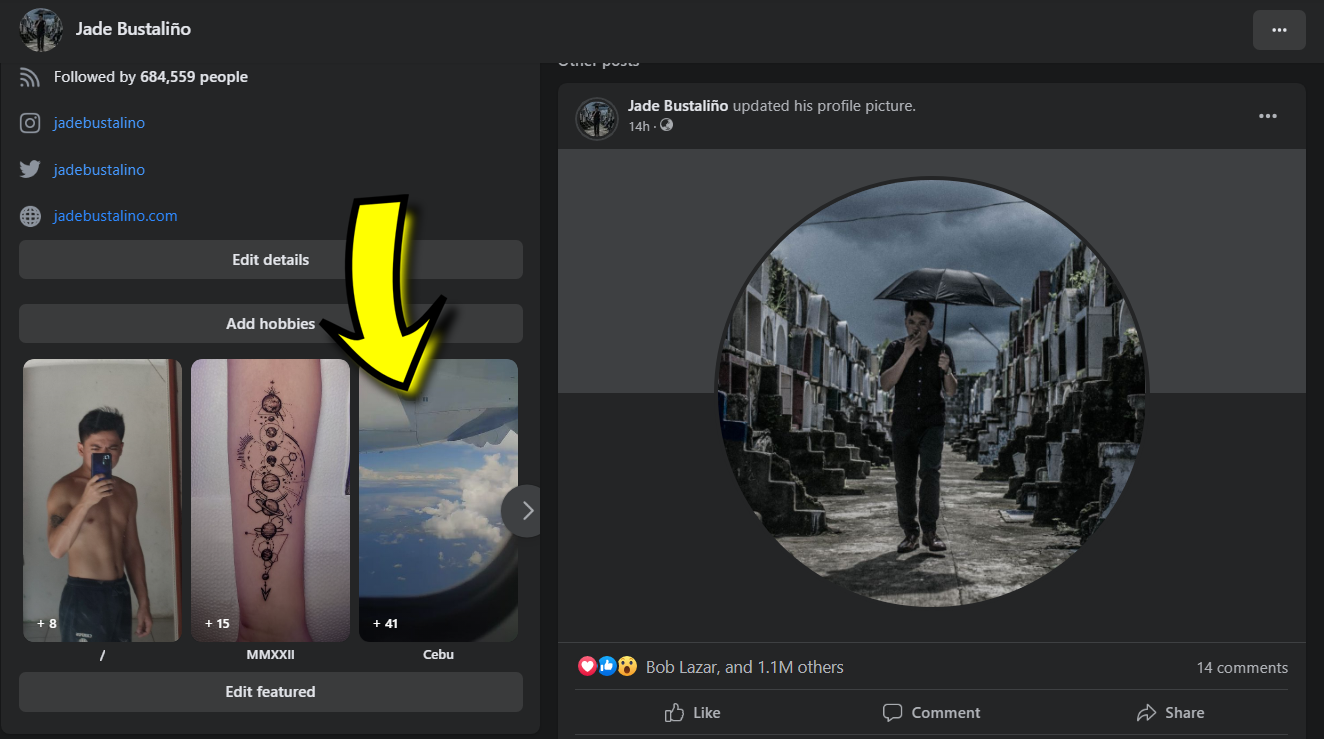 Jade Bustaliño
Followed by 684,559 people
jadebustalino
jadebustalino
jadebustalino.com
Edit details
Add hobbies
+ 8
+ 15
+ 41
/
MMXXII
Cebu
Edit featured
Other posts
Jade Bustaliño updated his profile picture.
14h ·
Bob Lazar, and 1.1M others
14 comments
Like
Comment
Share